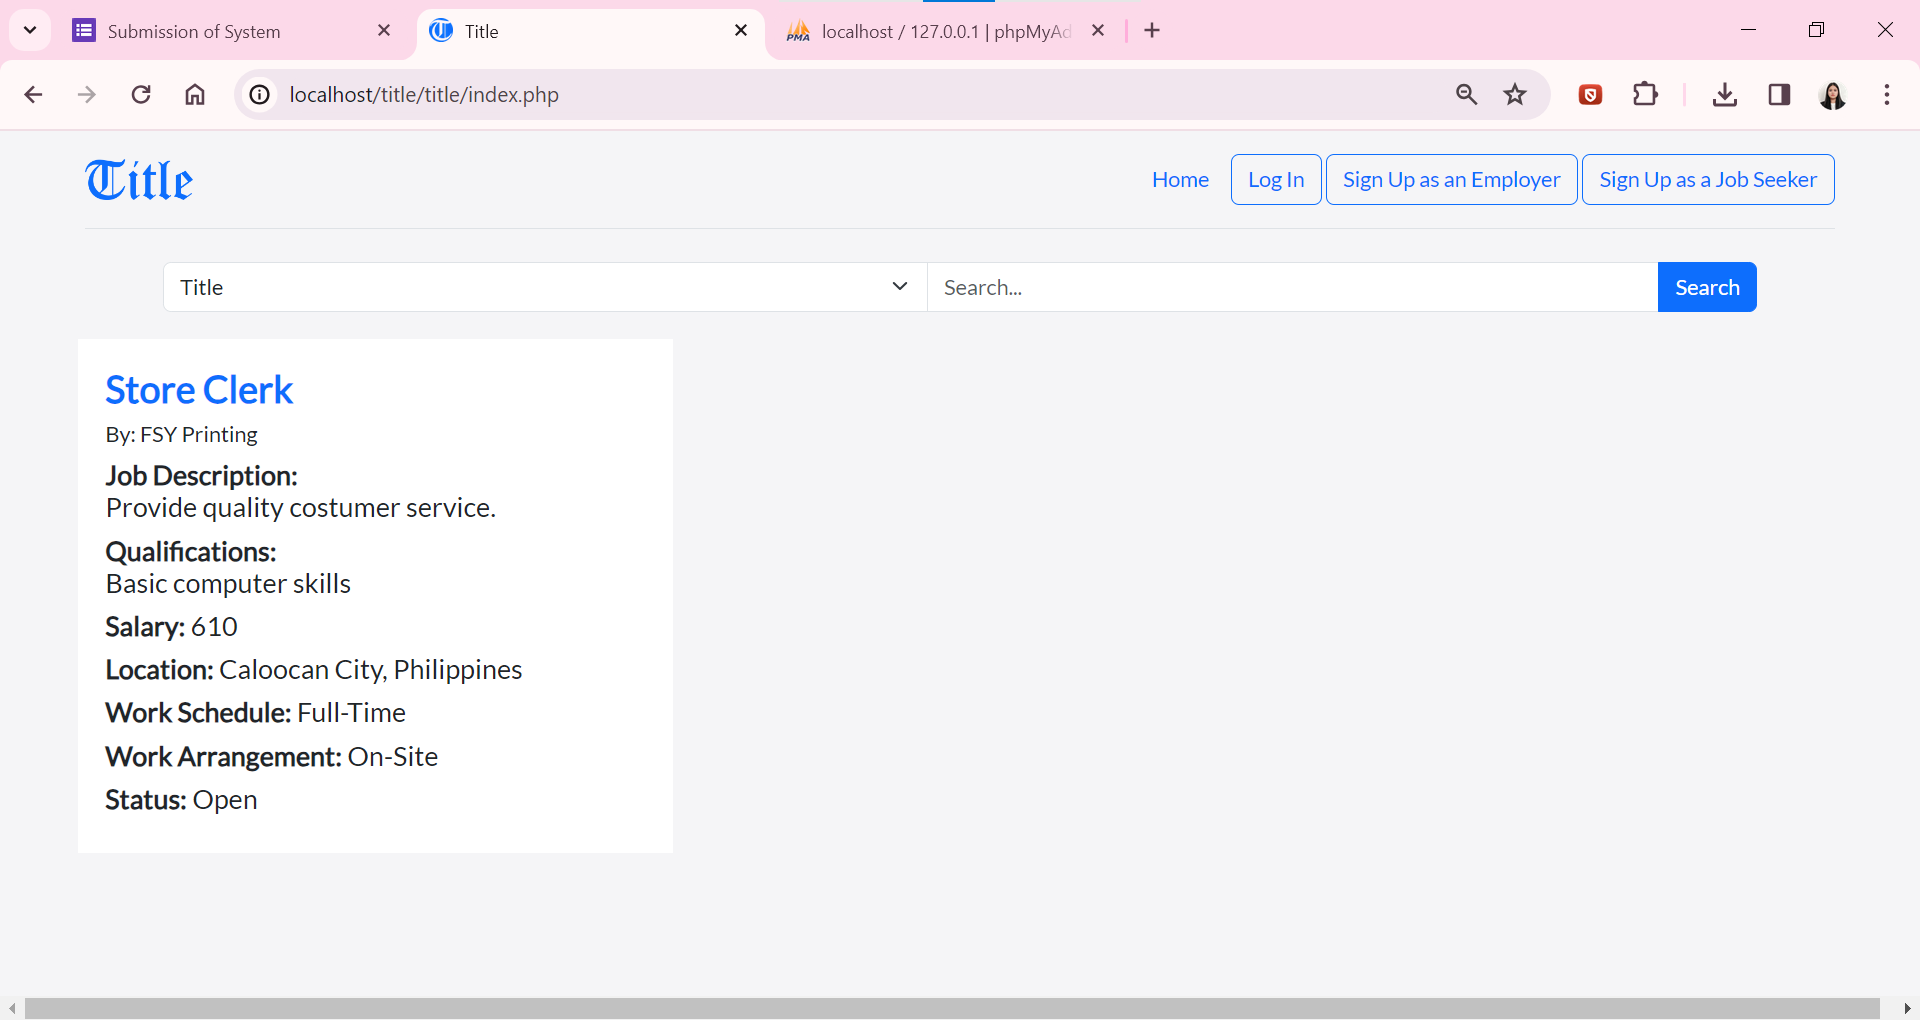 Submission of System
Title
localhost / 127.0.0.1 | phpMyAd
localhost/title/title/index.php
Title
Home
Log In
Sign Up as an Employer
Sign Up as a Job Seeker
Title
Search...
Search
Store Clerk
By: FSY Printing
Job Description:
Provide quality costumer service.
Qualifications:
Basic computer skills
Salary: 610
Location: Caloocan City, Philippines
Work Schedule: Full-Time
Work Arrangement: On-Site
Status: Open